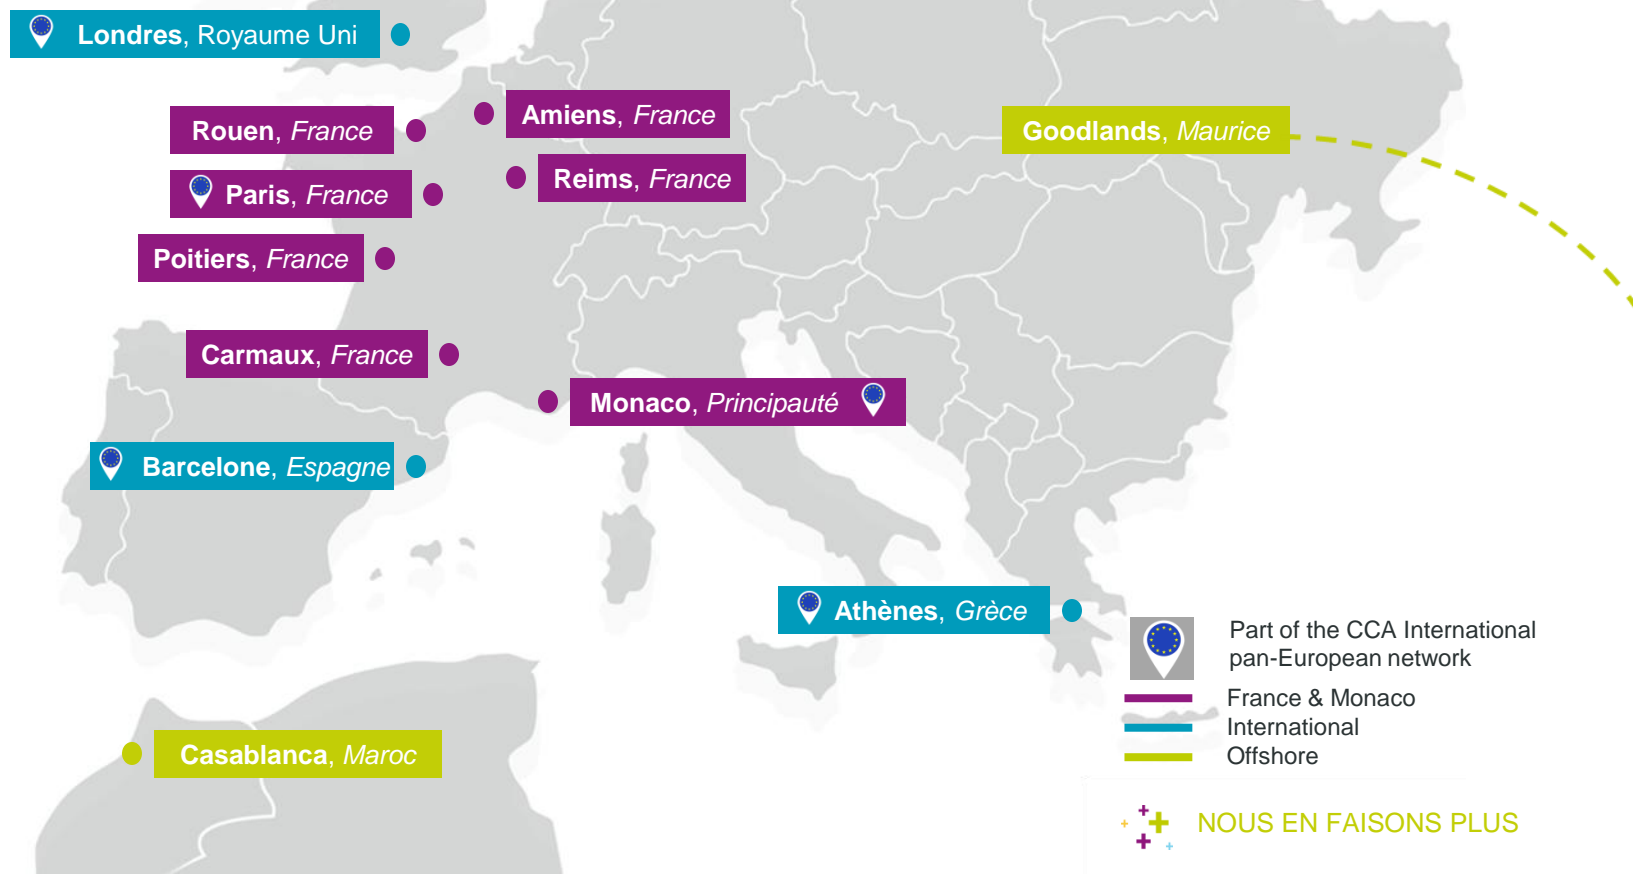 Londres, Royaume Uni
Amiens, France
Rouen, France
Goodlands, Maurice
Reims, France
Paris, France
Poitiers, France
Carmaux, France
Monaco, Principauté
Barcelone, Espagne
Athènes, Grèce
Part of the CCA International
pan-European network
France & Monaco
International
Offshore
Casablanca, Maroc
NOUS EN FAISONS PLUS